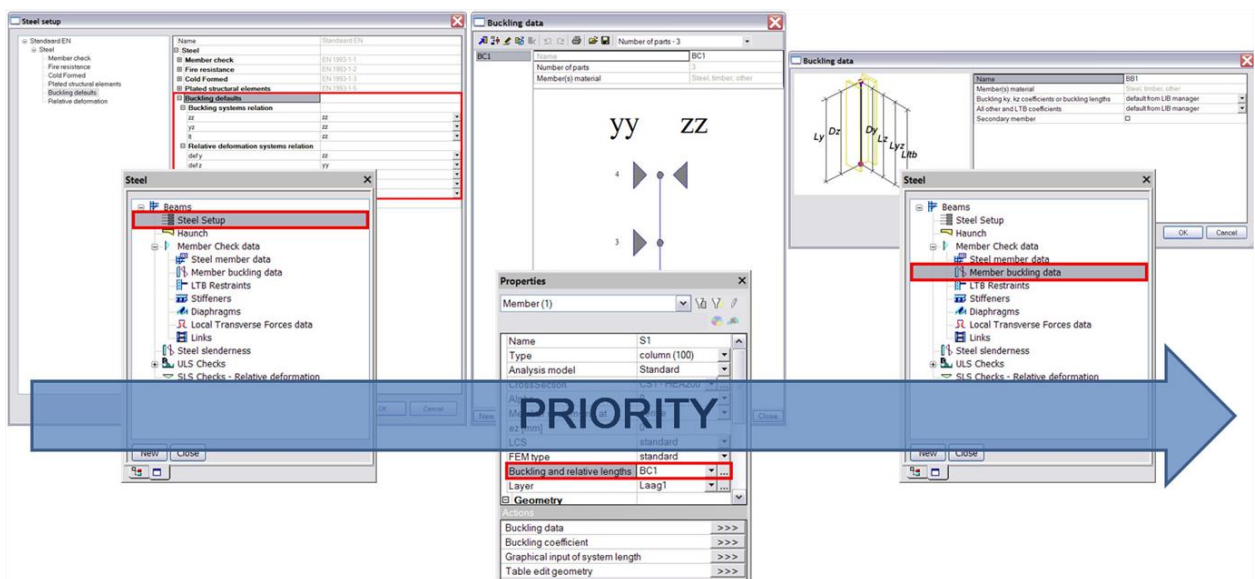 Steel setup
Standaard EN
Steel
Member check
Fire resistance
Cold Formed
Plated structural elements
Buckling defaults
Relative deformation
Name Standaard EN
Steel
Member check EN 1993-1-1
Fire resistance EN 1993-1-2
Cold Formed EN 1993-1-3
Plated structural elements EN 1993-1-5
Buckling defaults
Buckling systems relation
zz zz
yz zz
lt zz
Relative deformation systems relation
def y zz
def z yy
Steel
Beams
Steel Setup
Haunch
Member Check data
Steel member data
Member buckling data
LTB Restraints
Stiffeners
Diaphragms
Local Transverse Forces data
Links
Steel slenderness
ULS Checks
SLS Checks - Relative deformation
OK Cancel
New Close
Buckling data
Number of parts - 3
BC1
Name BC1
Number of parts 3
Member(s) material Steel, timber, other
yy zz
4
3
New Close
Properties
Member (1)
Name S1
Type column (100)
Analysis model Standard
CrossSection CS1 - HEA200
Alpha 0
ez [mm] 0
LCS standard
FEM type standard
Buckling and relative lengths BC1 ...
Layer Laag1 ...
Geometry
Actions
Buckling data >>>
Buckling coefficient >>>
Graphical input of system length >>>
Table edit geometry >>>
PRIORITY
Buckling data
Ly Dz Dy Lz Lyz Lltb
Name BB1
Member(s) material Steel, timber, other
Buckling ky, kz coefficients or buckling lengths default from LIB manager
All other and LTB coefficients default from LIB manager
Secondary member
OK Cancel
Steel
Beams
Steel Setup
Haunch
Member Check data
Steel member data
Member buckling data
LTB Restraints
Stiffeners
Diaphragms
Local Transverse Forces data
Links
Steel slenderness
ULS Checks
SLS Checks - Relative deformation
New Close